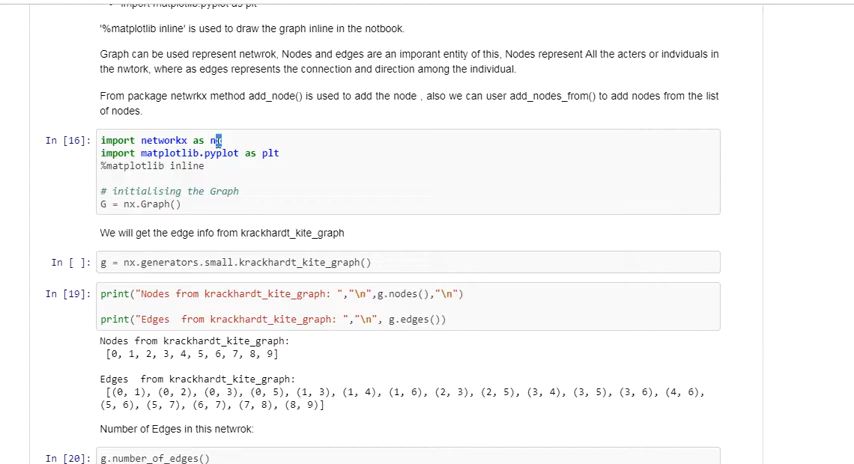 import matplotlib.pyplot as plt
'%matplotlib inline' is used to draw the graph inline in the notbook.
Graph can be used represent netwrok, Nodes and edges are an imporant entity of this, Nodes represent All the acters or indvduals in
the nwtork, where as edges represents the connection and direction among the individual.
From package netwrkx method add_node() is used to add the node , also we can user add_nodes_from() to add nodes from the list
of nodes.
In [16]: import networkx as nx
import matplotlib.pyplot as plt
%matplotlib inline
# initialising the Graph
G = nx.Graph()
We will get the edge info from krackhardt_kite_graph
In [ ]: g = nx.generators.small.krackhardt_kite_graph()
In [19]: print("Nodes from krackhardt_kite_graph: ","\n",g.nodes(),"\n")
print("Edges  from krackhardt_kite_graph: ","\n", g.edges())
Nodes from krackhardt_kite_graph:
[0, 1, 2, 3, 4, 5, 6, 7, 8, 9]
Edges  from krackhardt_kite_graph:
[(0, 1), (0, 2), (0, 3), (0, 5), (1, 3), (1, 4), (1, 6), (2, 3), (2, 5), (3, 4), (3, 5), (3, 6), (4, 6),
(5, 6), (5, 7), (6, 7), (7, 8), (8, 9)]
Number of Edges in this netwrok:
In [20]: g.number_of_edges()